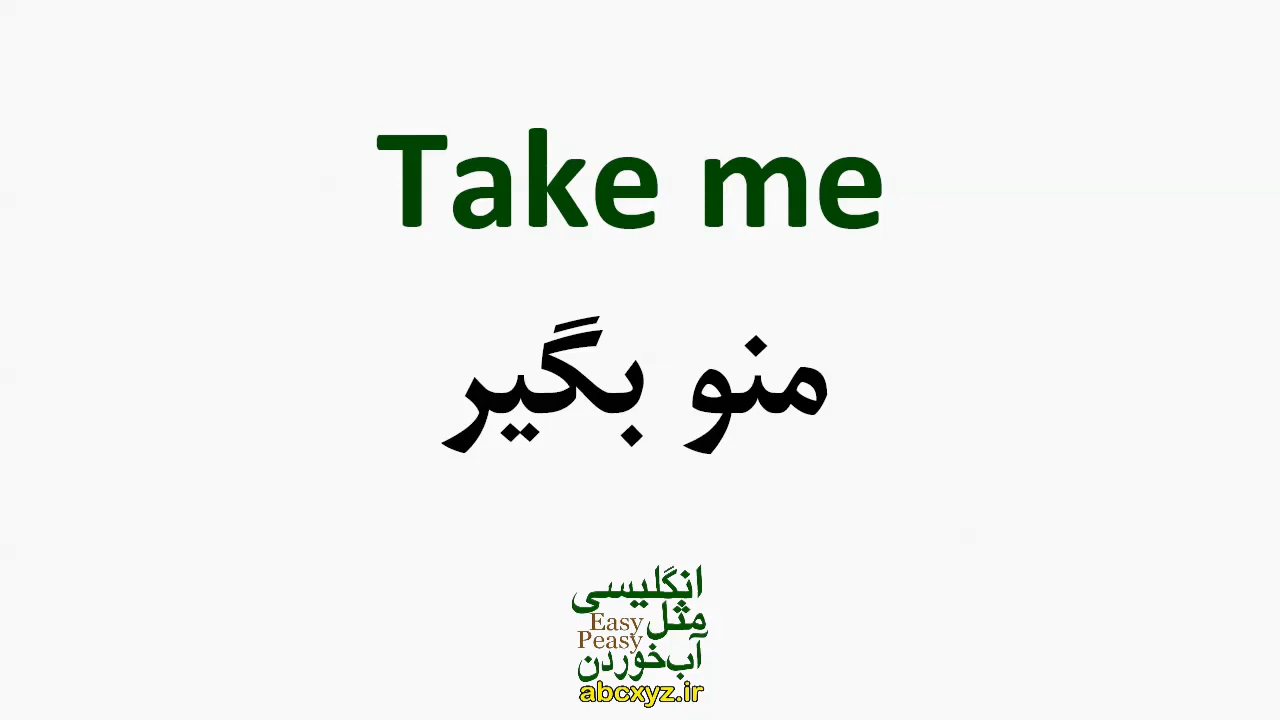 Take me
منو بگیر
انگلیسی
مثل Easy
Peasy
آب‌خوردن
abcxyz.ir